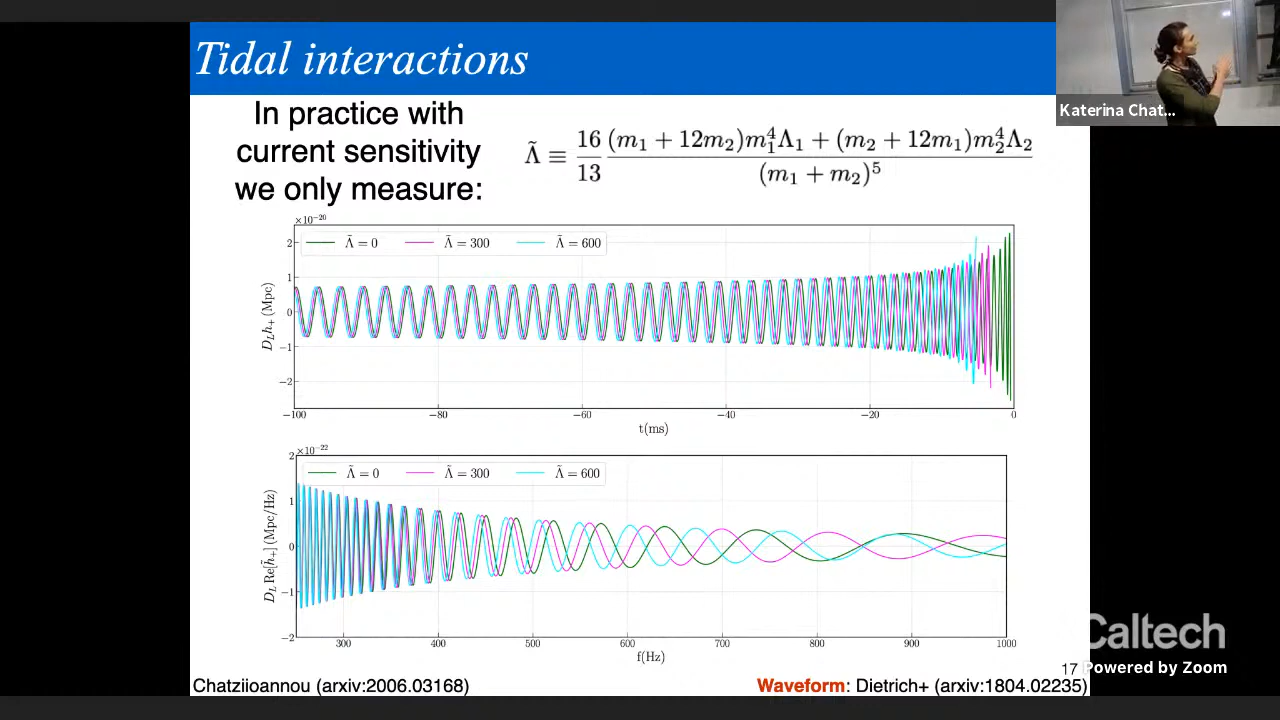 Tidal interactions
In practice with
current sensitivity
we only measure:
Λ̃ ≡ 16/13 ((m₁ + 12m₂)m₁⁴Λ₁ + (m₂ + 12m₁)m₂⁴Λ₂)/(m₁ + m₂)⁵
Katerina Chat...
×10⁻²⁰
Λ̃ = 0 Λ̃ = 300 Λ̃ = 600
2
1
0
−1
−2
D_L h₊ (Mpc)
−100 −80 −60 −40 −20 0
t(ms)
×10⁻²²
Λ̃ = 0 Λ̃ = 300 Λ̃ = 600
2
1
0
−1
−2
D_L Re[h̃₊] (Mpc/Hz)
300 400 500 600 700 800 900 1000
f(Hz)
Caltech
17
Powered by Zoom
Chatziioannou (arxiv:2006.03168)
Waveform: Dietrich+ (arxiv:1804.02235)